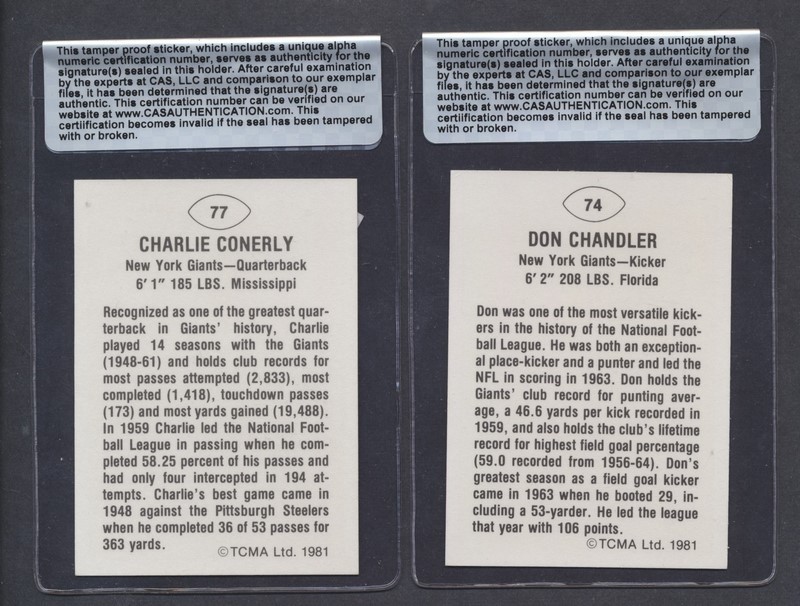 This tamper proof sticker, which includes a unique alpha
numeric certification number, serves as authenticity for the
signature(s) sealed in this holder. After careful examination
by the experts at CAS, LLC and comparison to our exemplar
files, it has been determined that the signature(s) are
authentic. This certification number can be verified on our
website at www.CASAUTHENTICATION.com. This
certiification becomes invalid if the seal has been tampered
with or broken.
77
CHARLIE CONERLY
New York Giants—Quarterback
6' 1" 185 LBS. Mississippi
Recognized as one of the greatest quar-
terback in Giants' history, Charlie
played 14 seasons with the Giants
(1948-61) and holds club records for
most passes attempted (2,833), most
completed (1,418), touchdown passes
(173) and most yards gained (19,488).
In 1959 Charlie led the National Foot-
ball League in passing when he com-
pleted 58.25 percent of his passes and
had only four intercepted in 194 at-
tempts. Charlie's best game came in
1948 against the Pittsburgh Steelers
when he completed 36 of 53 passes for
363 yards.
©TCMA Ltd. 1981
This tamper proof sticker, which includes a unique alpha
numeric certification number, serves as authenticity for the
signature(s) sealed in this holder. After careful examination
by the experts at CAS, LLC and comparison to our exemplar
files, it has been determined that the signature(s) are
authentic. This certification number can be verified on our
website at www.CASAUTHENTICATION.com. This
certiification becomes invalid if the seal has been tampered
with or broken.
74
DON CHANDLER
New York Giants—Kicker
6' 2" 208 LBS. Florida
Don was one of the most versatile kick-
ers in the history of the National Foot-
ball League. He was both an exception-
al place-kicker and a punter and led the
NFL in scoring in 1963. Don holds the
Giants' club record for punting aver-
age, a 46.6 yards per kick recorded in
1959, and also holds the club's lifetime
record for highest field goal percentage
(59.0 recorded from 1956-64). Don's
greatest season as a field goal kicker
came in 1963 when he booted 29, in-
cluding a 53-yarder. He led the league
that year with 106 points.
©TCMA Ltd. 1981